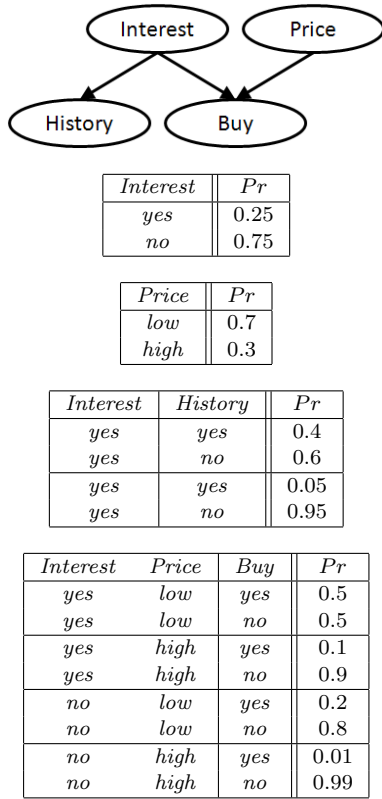 Interest Price
History Buy
Interest Pr
yes 0.25
no 0.75
Price Pr
low 0.7
high 0.3
Interest History Pr
yes yes 0.4
yes no 0.6
yes yes 0.05
yes no 0.95
Interest Price Buy Pr
yes low yes 0.5
yes low no 0.5
yes high yes 0.1
yes high no 0.9
no low yes 0.2
no low no 0.8
no high yes 0.01
no high no 0.99